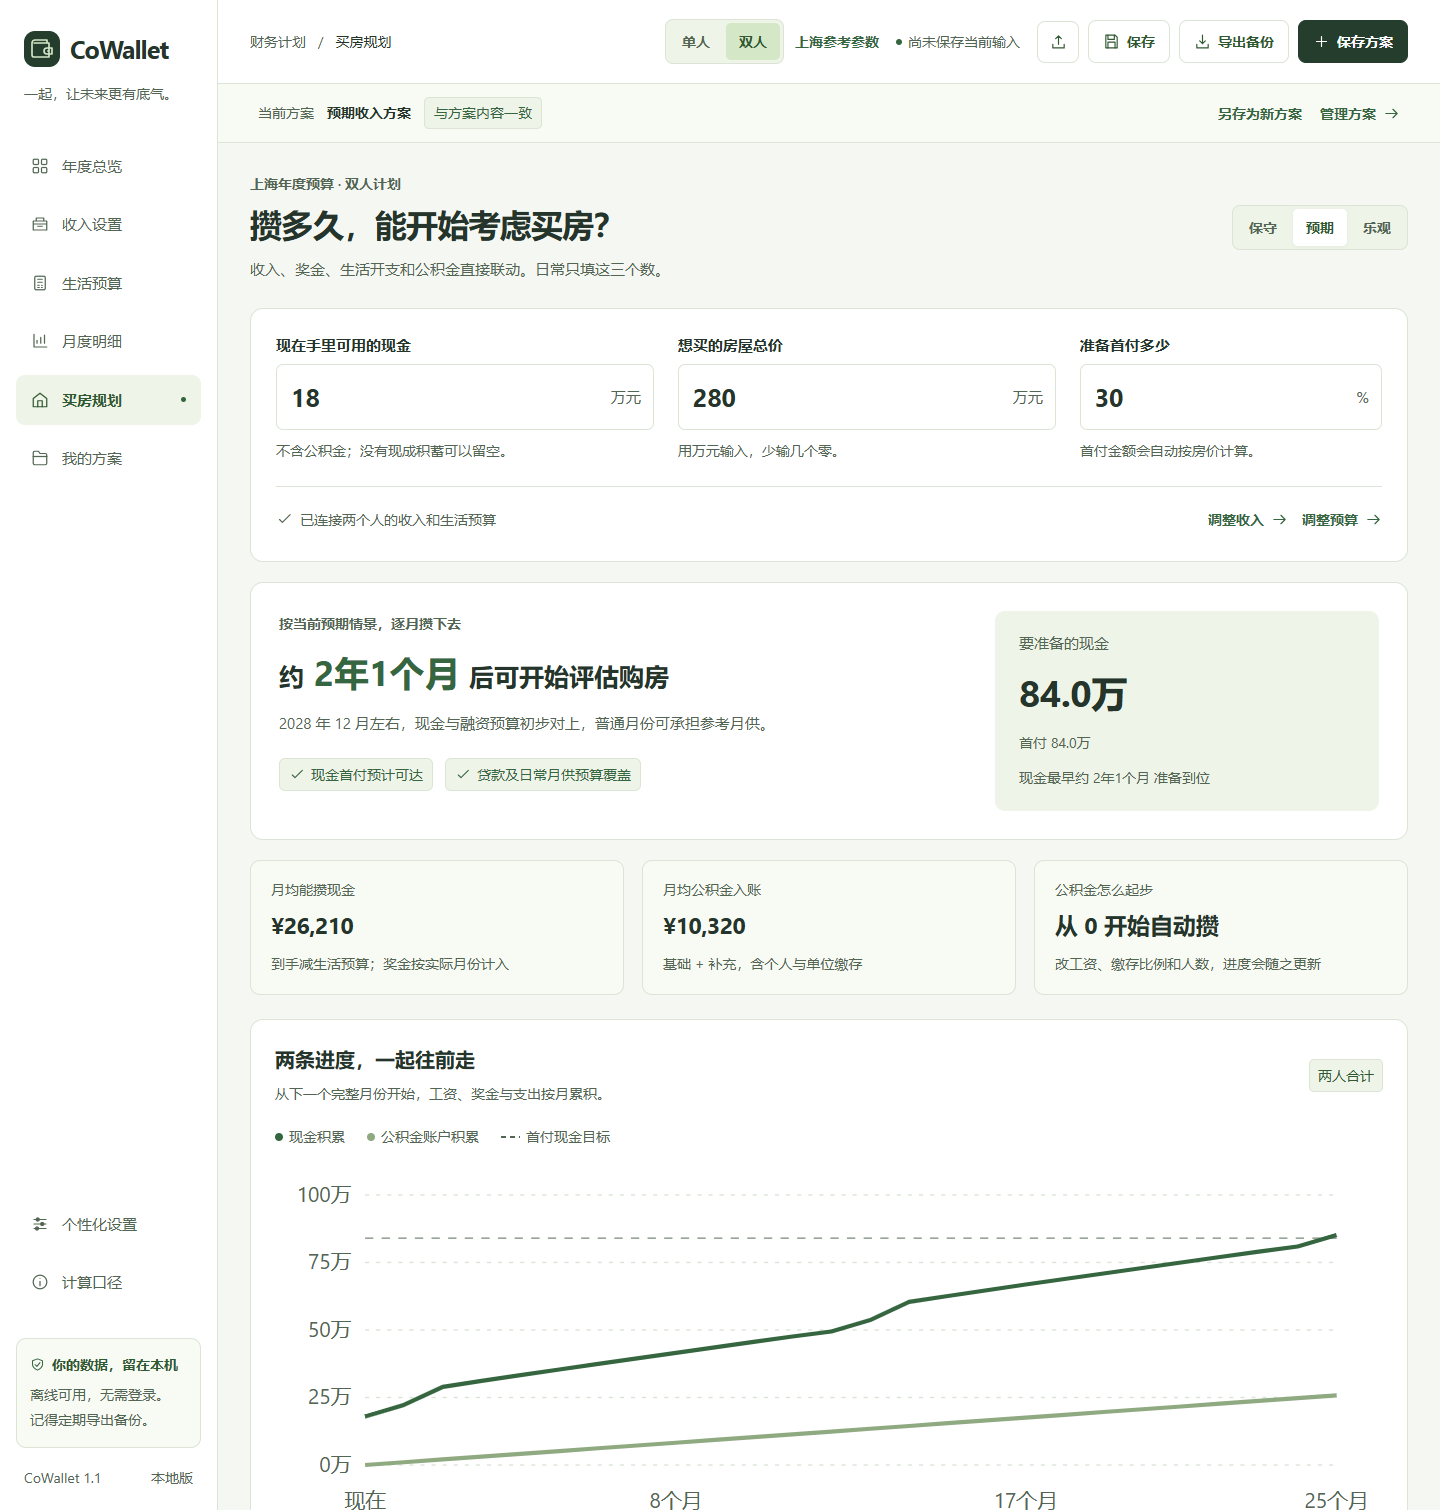 CoWallet
一起，让未来更有底气。
年度总览
收入设置
生活预算
月度明细
买房规划
我的方案
个性化设置
计算口径
你的数据，留在本机
离线可用，无需登录。
记得定期导出备份。
CoWallet 1.1 本地版
财务计划 / 买房规划
单人 双人 上海参考参数 尚未保存当前输入 保存 导出备份 保存方案
当前方案 预期收入方案 与方案内容一致 另存为新方案 管理方案
上海年度预算 · 双人计划
攒多久，能开始考虑买房？
保守 预期 乐观
收入、奖金、生活开支和公积金直接联动。日常只填这三个数。
现在手里可用的现金
18 万元
不含公积金；没有现成积蓄可以留空。
想买的房屋总价
280 万元
用万元输入，少输几个零。
准备首付多少
30 %
首付金额会自动按房价计算。
已连接两个人的收入和生活预算 调整收入 调整预算
按当前预期情景，逐月攒下去
约 2年1个月 后可开始评估购房
2028 年 12 月左右，现金与融资预算初步对上，普通月份可承担参考月供。
现金首付预计可达 贷款及日常月供预算覆盖
要准备的现金
84.0万
首付 84.0万
现金最早约 2年1个月 准备到位
月均能攒现金
¥26,210
到手减生活预算；奖金按实际月份计入
月均公积金入账
¥10,320
基础 + 补充，含个人与单位缴存
公积金怎么起步
从 0 开始自动攒
改工资、缴存比例和人数，进度会随之更新
两条进度，一起往前走
从下一个完整月份开始，工资、奖金与支出按月累积。
两人合计
现金积累 公积金账户积累 首付现金目标
100万
75万
50万
25万
0万
现在 8个月 17个月 25个月